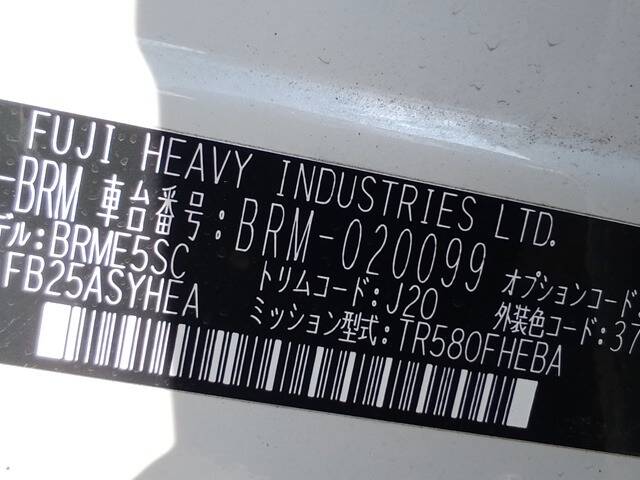 FUJI HEAVY INDUSTRIES LTD.
-BRM 車台番号:BRM-020099
デル:BRME5SC トリムコード:J20 オプションコード:
FB25ASYHEA ミッション型式:TR580FHEBA 外装色コード:37